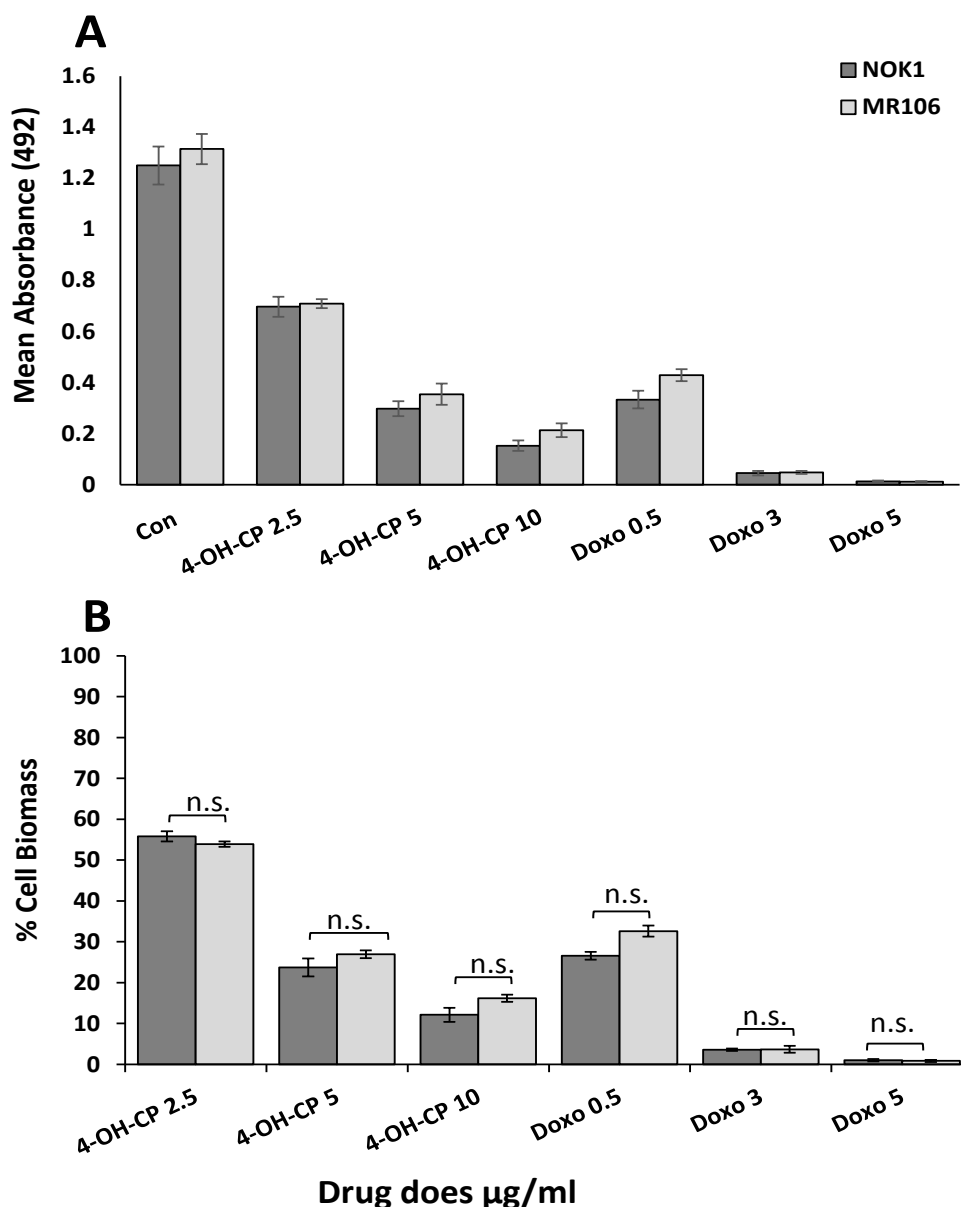 A
NOK1
MR106
Mean Absorbance (492)
1.6
1.4
1.2
1
0.8
0.6
0.4
0.2
0
Con
4-OH-CP 2.5
4-OH-CP 5
4-OH-CP 10
Doxo 0.5
Doxo 3
Doxo 5
B
% Cell Biomass
100
90
80
70
60
50
40
30
20
10
0
n.s.
n.s.
n.s.
n.s.
n.s.
n.s.
4-OH-CP 2.5
4-OH-CP 5
4-OH-CP 10
Doxo 0.5
Doxo 3
Doxo 5
Drug does µg/ml